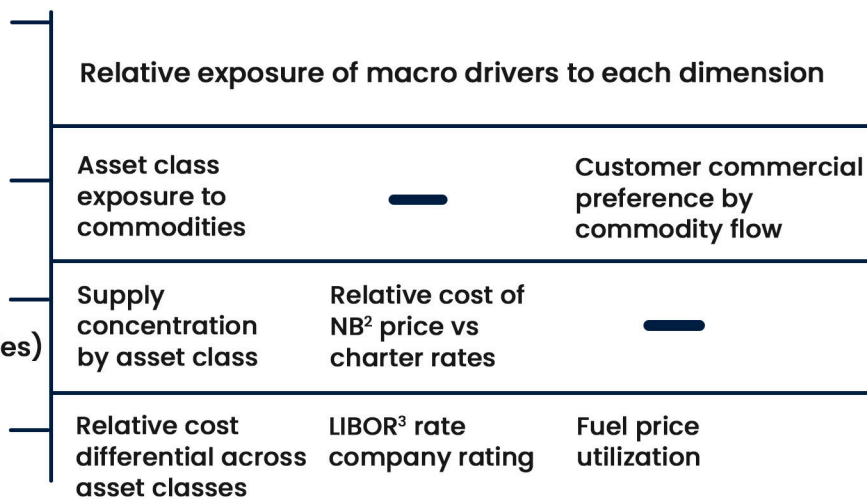 Relative exposure of macro drivers to each dimension
Asset class
exposure to
commodities
Customer commercial
preference by
commodity flow
Supply
concentration
by asset class
Relative cost of
NB² price vs
charter rates
es)
Relative cost
differential across
asset classes
LIBOR³ rate
company rating
Fuel price
utilization